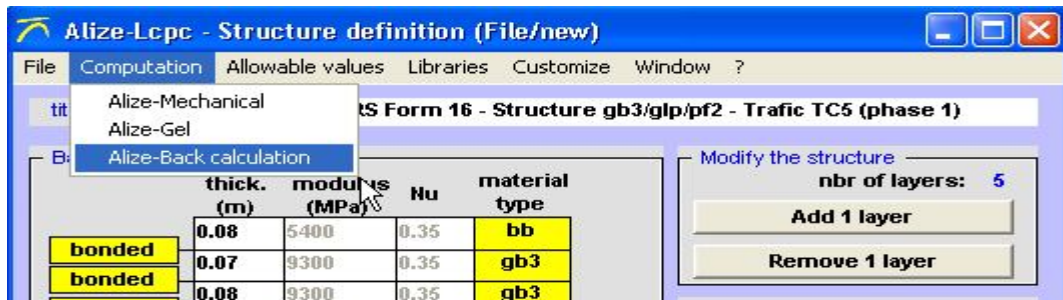 Alize-Lcpc - Structure definition (File/new)
File Computation Allowable values Libraries Customize Window ?
Alize-Mechanical
Alize-Gel
Alize-Back calculation
tit
RS Form 16 - Structure gb3/glp/pf2 - Trafic TC5 (phase 1)
Modify the structure
nbr of layers: 5
Add 1 layer
Remove 1 layer
thick. modulus Nu material
(m) (MPa) type
0.08 5400 0.35 bb
bonded
0.07 9300 0.35 gb3
bonded
0.08 9300 0.35 gb3